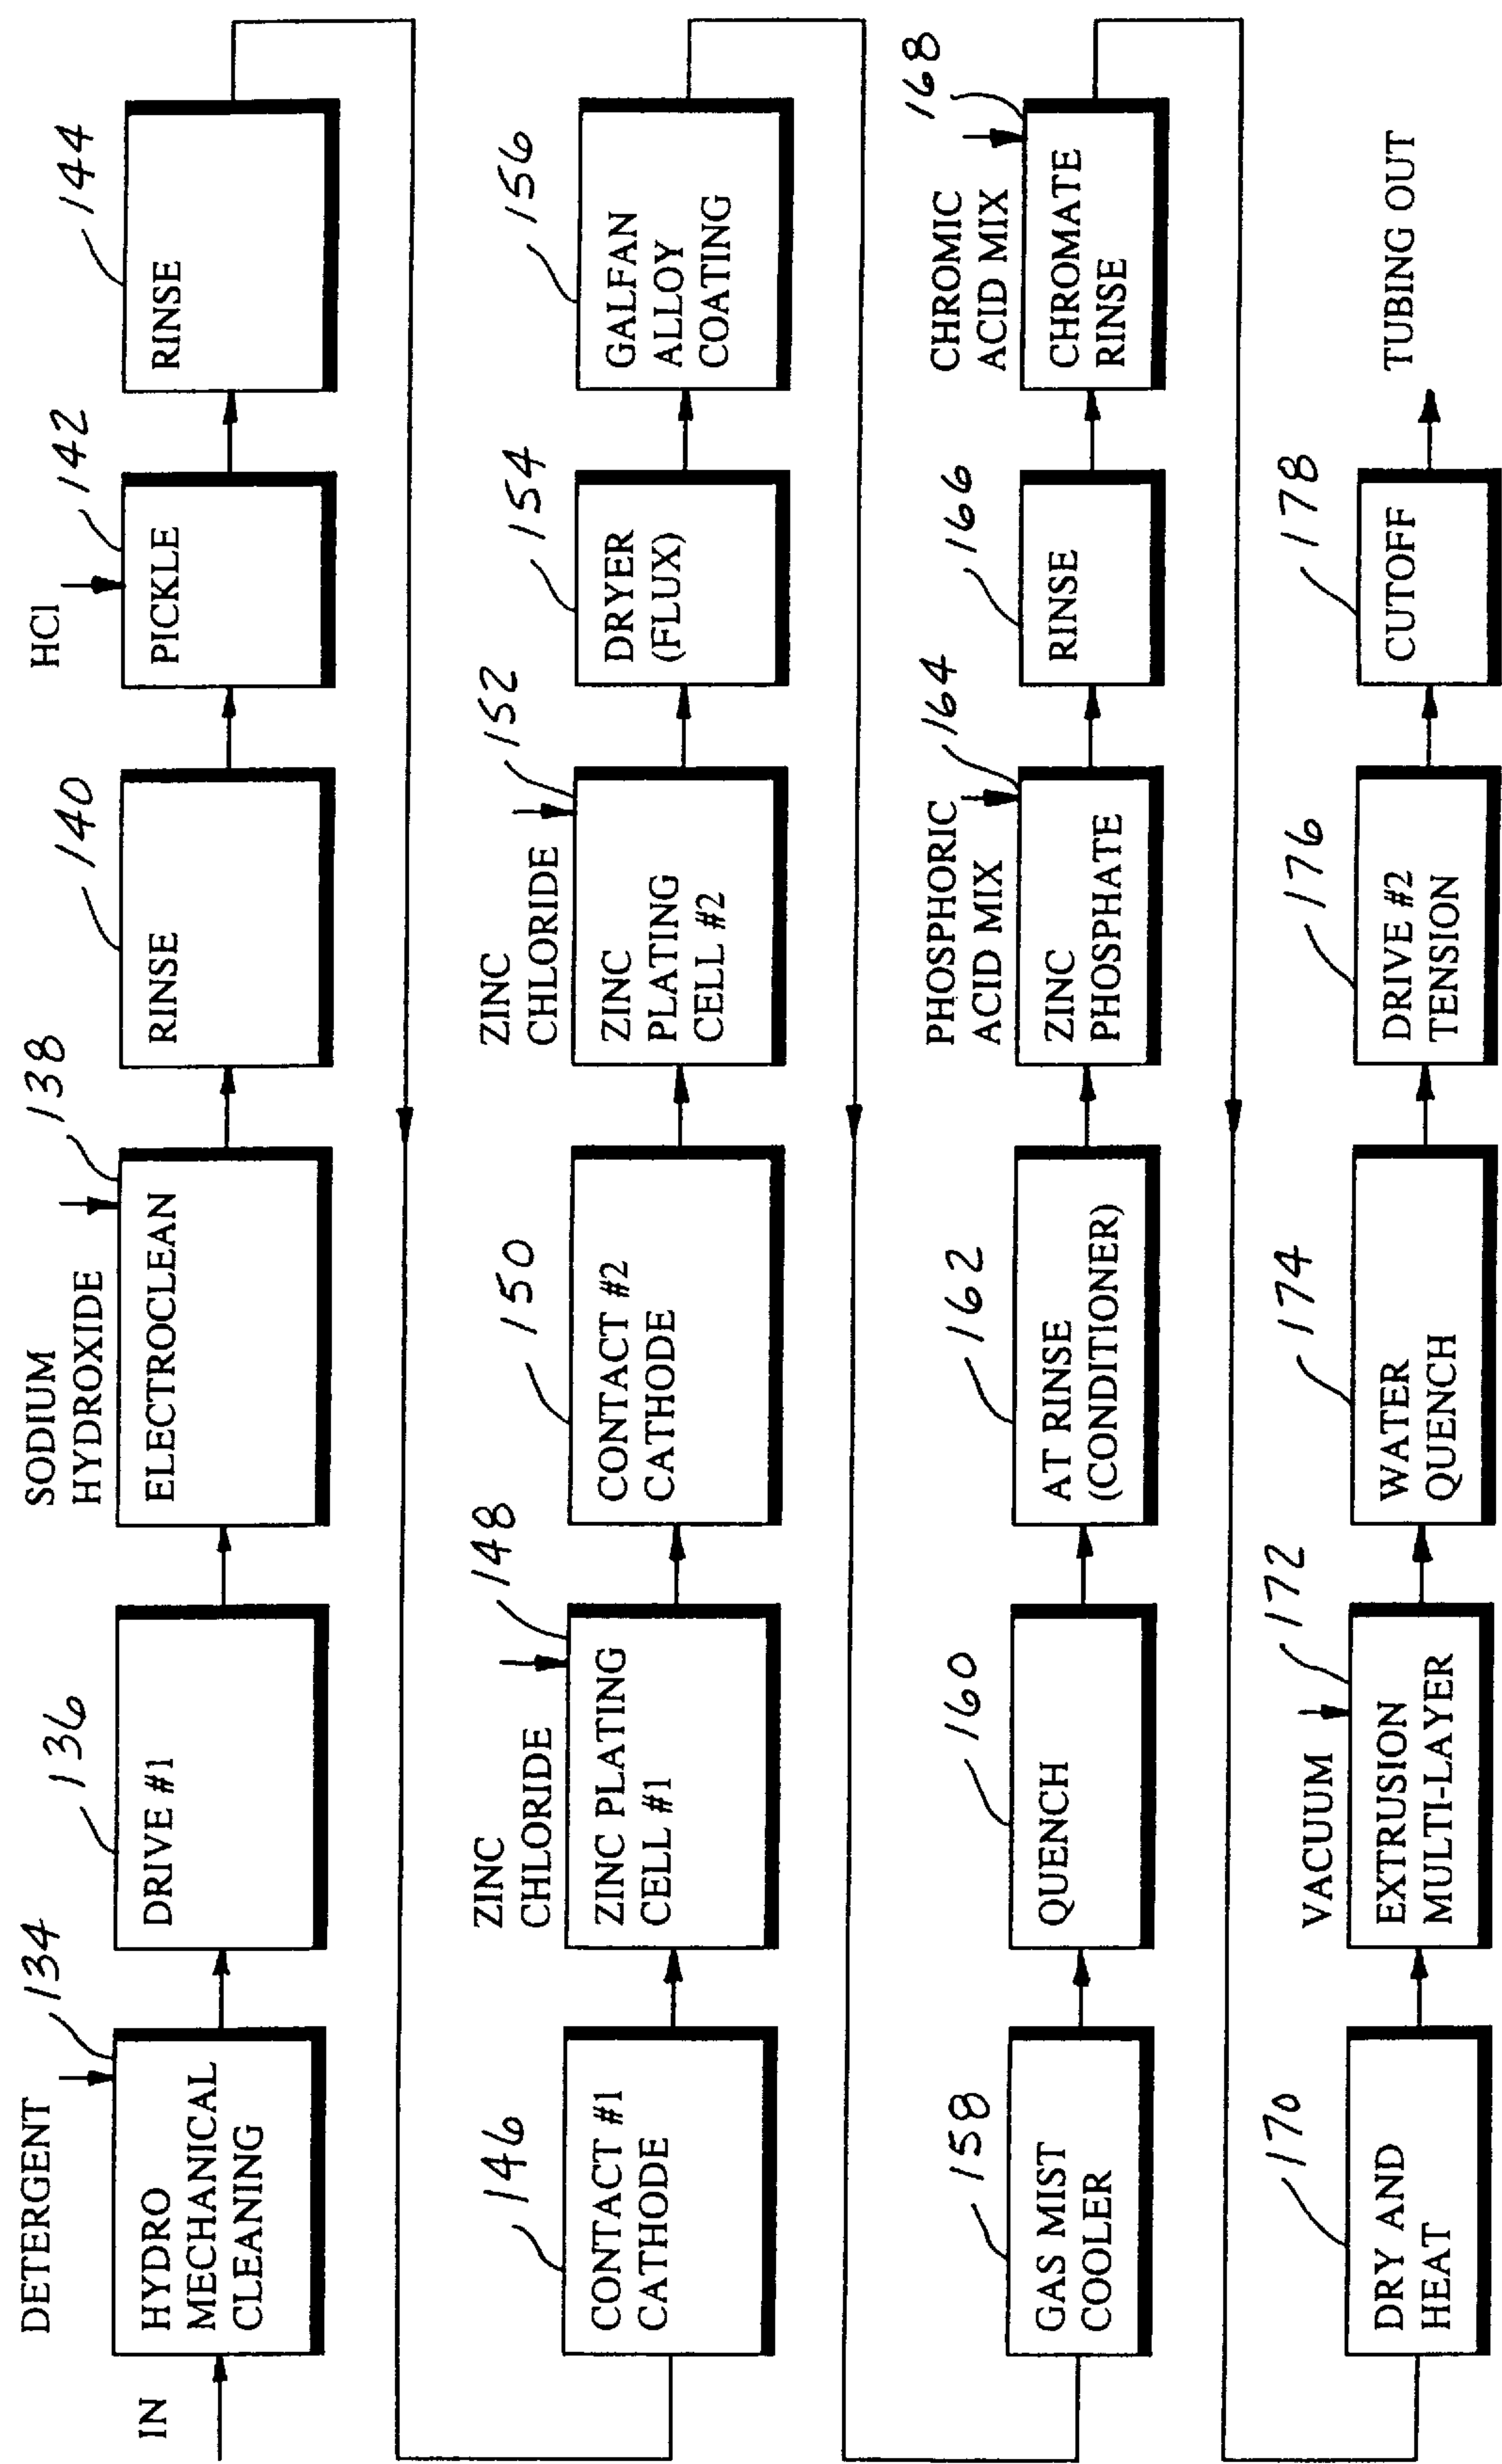 DETERGENT
134
IN
HYDRO
MECHANICAL
CLEANING
136
DRIVE #1
SODIUM
HYDROXIDE
138
ELECTROCLEAN
140
RINSE
HCl
142
PICKLE
144
RINSE
146
CONTACT #1
CATHODE
ZINC
CHLORIDE
148
ZINC PLATING
CELL #1
150
CONTACT #2
CATHODE
ZINC
CHLORIDE
152
ZINC
PLATING
CELL #2
154
DRYER
(FLUX)
156
GALFAN
ALLOY
COATING
158
GAS MIST
COOLER
160
QUENCH
162
AT RINSE
(CONDITIONER)
PHOSPHORIC
ACID MIX
164
ZINC
PHOSPHATE
166
RINSE
CHROMIC
ACID MIX
168
CHROMATE
RINSE
170
DRY AND
HEAT
VACUUM
172
EXTRUSION
MULTI-LAYER
174
WATER
QUENCH
176
DRIVE #2
TENSION
178
CUTOFF
TUBING OUT